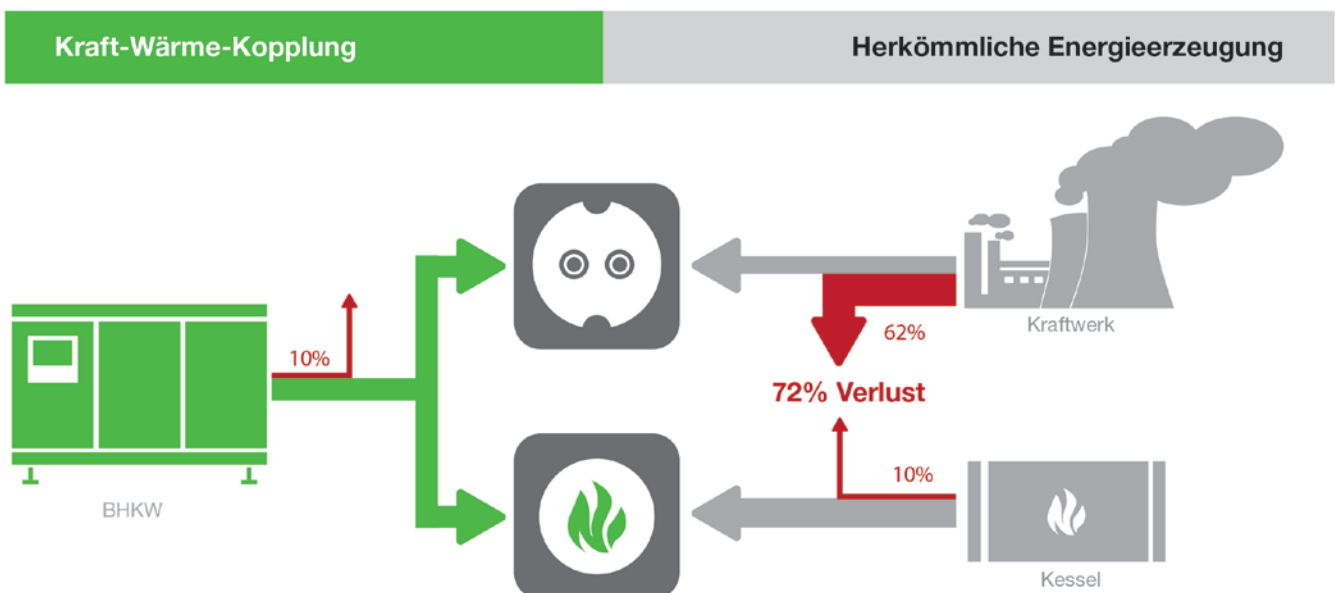 Kraft-Wärme-Kopplung
Herkömmliche Energieerzeugung
10%
BHKW
Kraftwerk
62%
72% Verlust
10%
Kessel